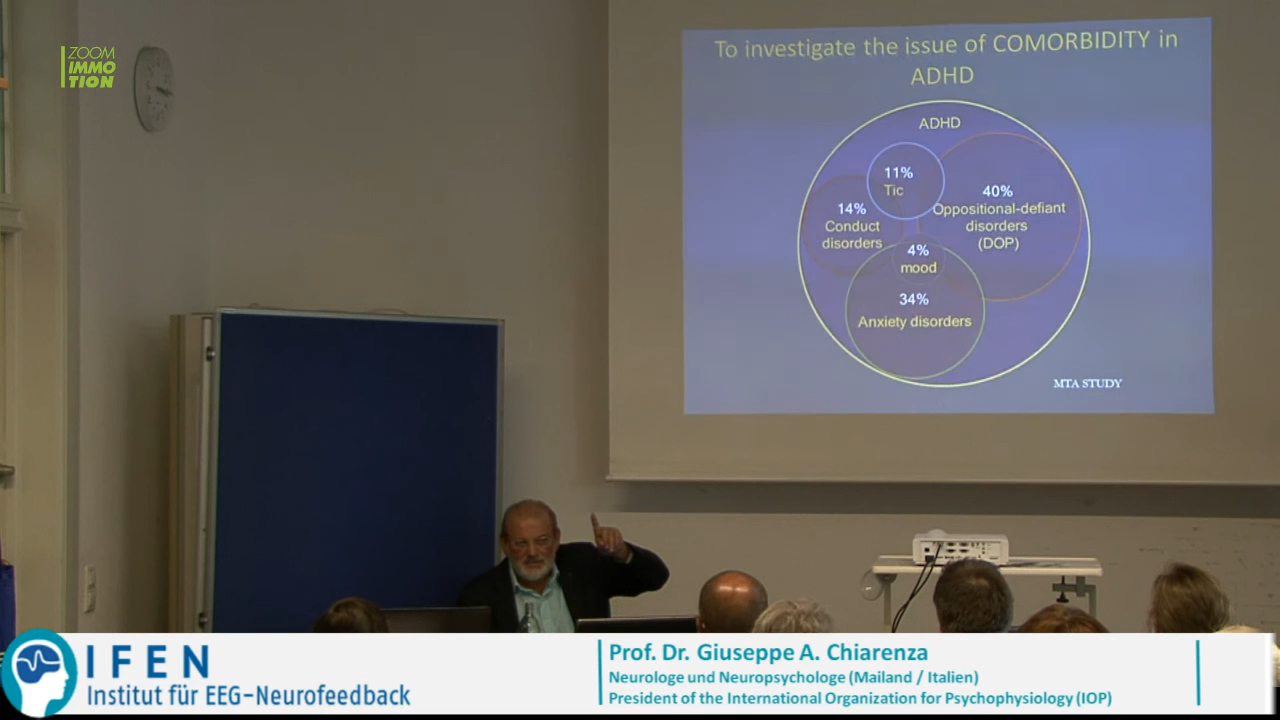 ZOOM
IMMO
TION
To investigate the issue of COMORBIDITY in
ADHD
ADHD
11%
Tic
40%
Oppositional-defiant
disorders
(DOP)
14%
Conduct
disorders
4%
mood
34%
Anxiety disorders
MTA STUDY
IFEN
Institut für EEG-Neurofeedback
Prof. Dr. Giuseppe A. Chiarenza
Neurologe und Neuropsychologe (Mailand / Italien)
President of the International Organization for Psychophysiology (IOP)